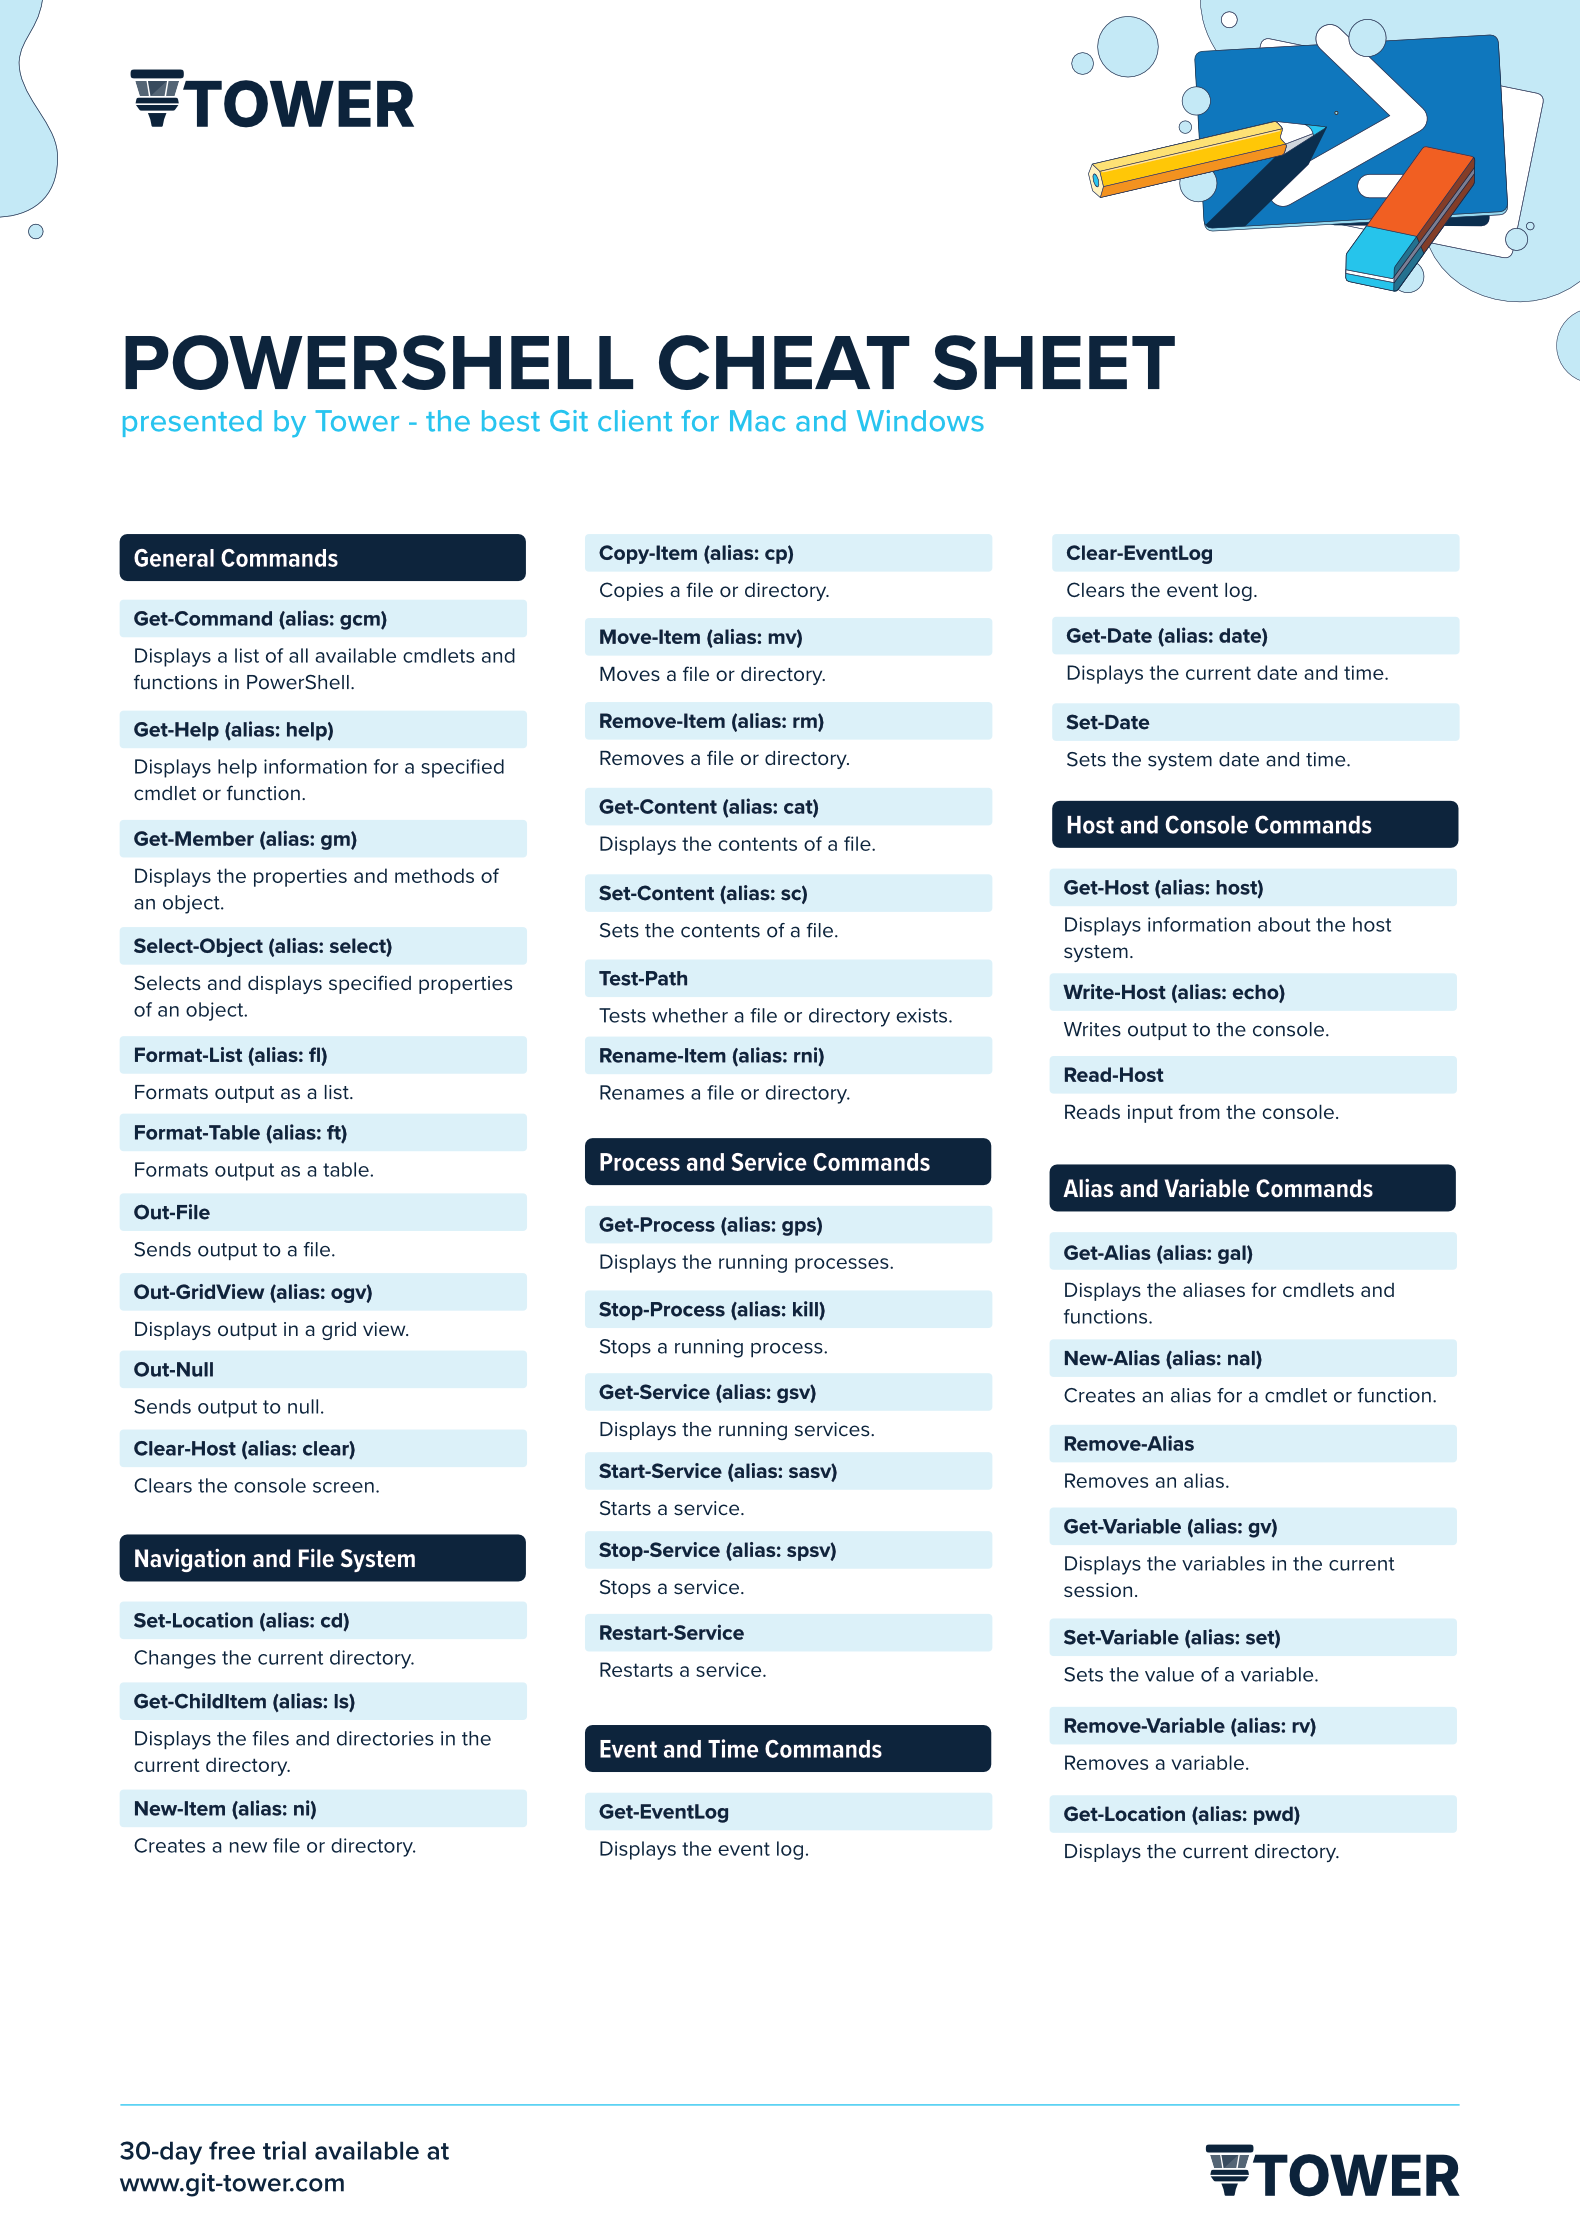 TOWER
POWERSHELL CHEAT SHEET
presented by Tower - the best Git client for Mac and Windows
General Commands
Get-Command (alias: gcm)
Displays a list of all available cmdlets and
functions in PowerShell.
Get-Help (alias: help)
Displays help information for a specified
cmdlet or function.
Get-Member (alias: gm)
Displays the properties and methods of
an object.
Select-Object (alias: select)
Selects and displays specified properties
of an object.
Format-List (alias: fl)
Formats output as a list.
Format-Table (alias: ft)
Formats output as a table.
Out-File
Sends output to a file.
Out-GridView (alias: ogv)
Displays output in a grid view.
Out-Null
Sends output to null.
Clear-Host (alias: clear)
Clears the console screen.
Navigation and File System
Set-Location (alias: cd)
Changes the current directory.
Get-ChildItem (alias: ls)
Displays the files and directories in the
current directory.
New-Item (alias: ni)
Creates a new file or directory.
Copy-Item (alias: cp)
Copies a file or directory.
Move-Item (alias: mv)
Moves a file or directory.
Remove-Item (alias: rm)
Removes a file or directory.
Get-Content (alias: cat)
Displays the contents of a file.
Set-Content (alias: sc)
Sets the contents of a file.
Test-Path
Tests whether a file or directory exists.
Rename-Item (alias: rni)
Renames a file or directory.
Process and Service Commands
Get-Process (alias: gps)
Displays the running processes.
Stop-Process (alias: kill)
Stops a running process.
Get-Service (alias: gsv)
Displays the running services.
Start-Service (alias: sasv)
Starts a service.
Stop-Service (alias: spsv)
Stops a service.
Restart-Service
Restarts a service.
Event and Time Commands
Get-EventLog
Displays the event log.
Clear-EventLog
Clears the event log.
Get-Date (alias: date)
Displays the current date and time.
Set-Date
Sets the system date and time.
Host and Console Commands
Get-Host (alias: host)
Displays information about the host
system.
Write-Host (alias: echo)
Writes output to the console.
Read-Host
Reads input from the console.
Alias and Variable Commands
Get-Alias (alias: gal)
Displays the aliases for cmdlets and
functions.
New-Alias (alias: nal)
Creates an alias for a cmdlet or function.
Remove-Alias
Removes an alias.
Get-Variable (alias: gv)
Displays the variables in the current
session.
Set-Variable (alias: set)
Sets the value of a variable.
Remove-Variable (alias: rv)
Removes a variable.
Get-Location (alias: pwd)
Displays the current directory.
30-day free trial available at
www.git-tower.com
TOWER